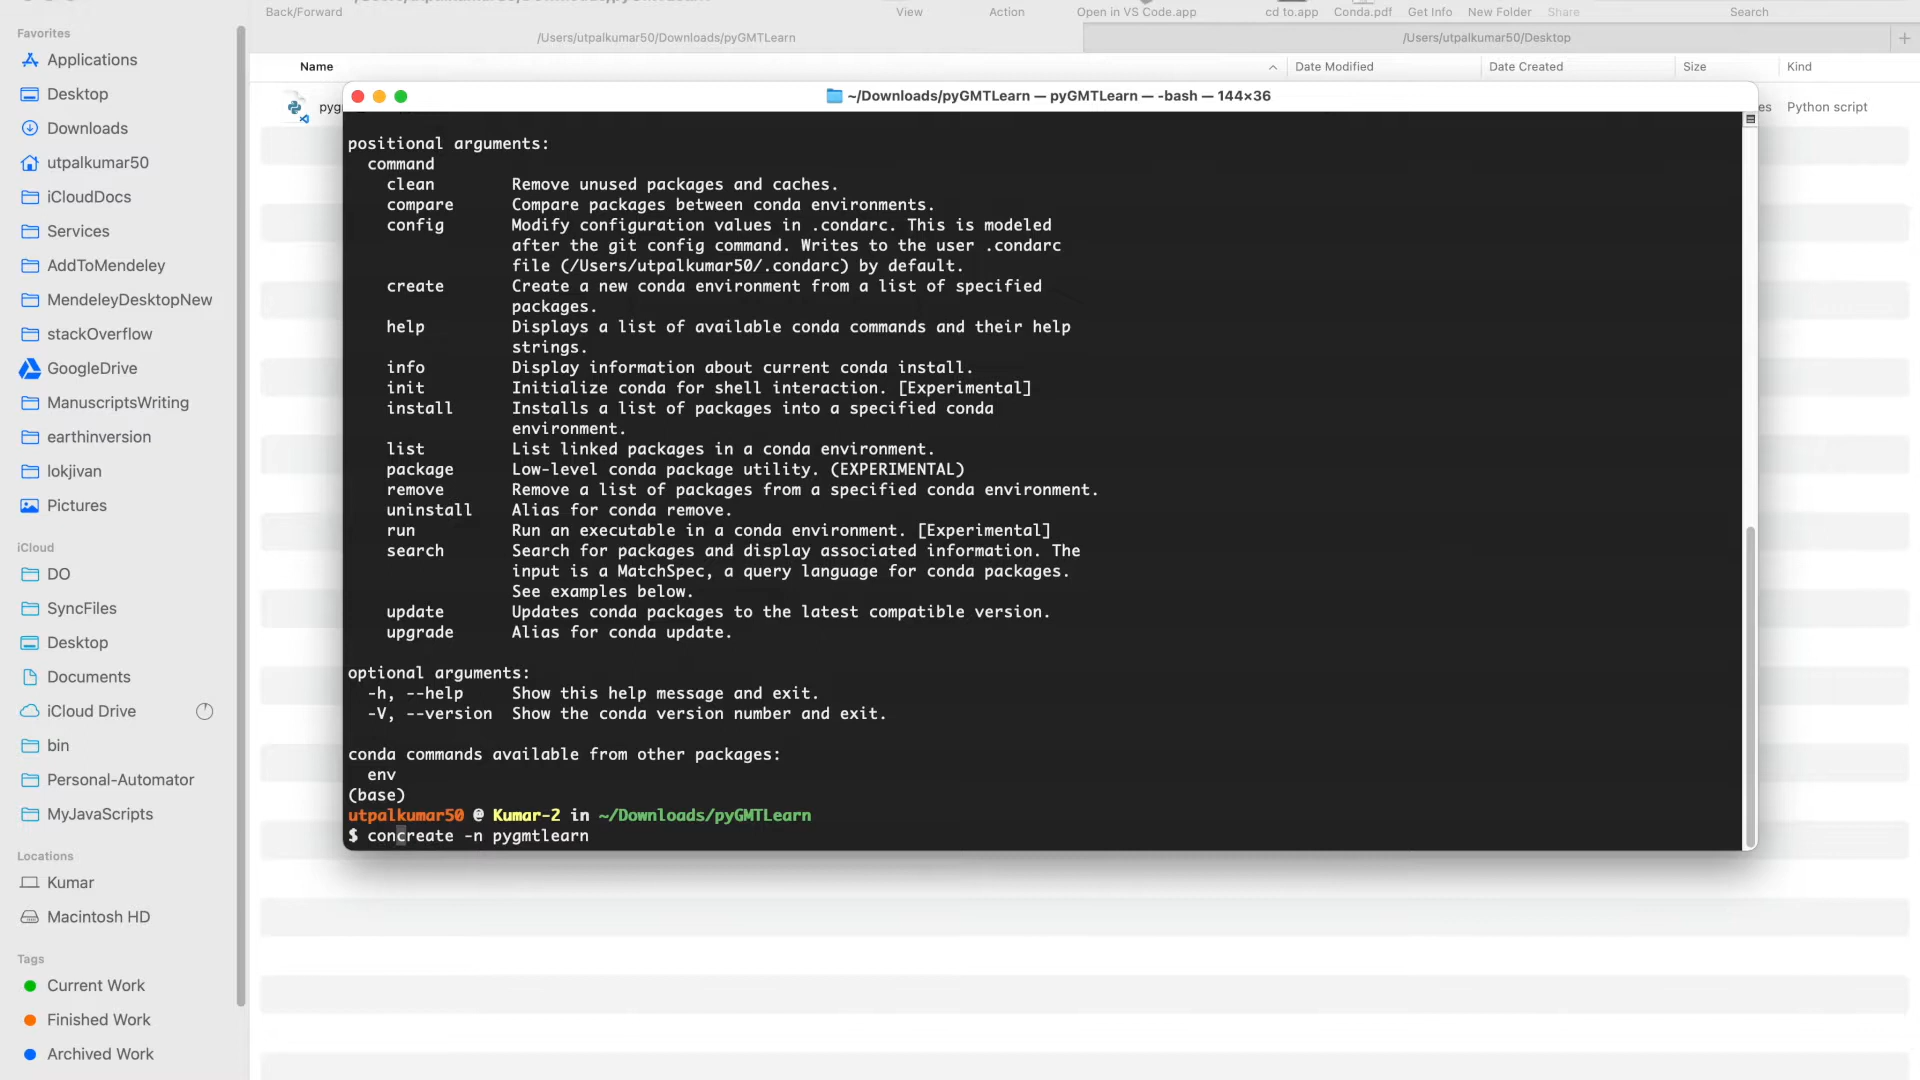 Back/Forward
View
Action
Open in VS Code.app
cd to.app
Conda.pdf
Get Info
New Folder
Share
Search
/Users/utpalkumar50/Downloads/pyGMTLearn
/Users/utpalkumar50/Desktop
Name
Date Modified
Date Created
Size
Kind
Python script
Favorites
Applications
Desktop
Downloads
utpalkumar50
iCloudDocs
Services
AddToMendeley
MendeleyDesktopNew
stackOverflow
GoogleDrive
ManuscriptsWriting
earthinversion
lokjivan
Pictures
iCloud
DO
SyncFiles
Desktop
Documents
iCloud Drive
bin
Personal-Automator
MyJavaScripts
Locations
Kumar
Macintosh HD
Tags
Current Work
Finished Work
Archived Work
~/Downloads/pyGMTLearn — pyGMTLearn — -bash — 144×36
positional arguments:
command
clean Remove unused packages and caches.
compare Compare packages between conda environments.
config Modify configuration values in .condarc. This is modeled
after the git config command. Writes to the user .condarc
file (/Users/utpalkumar50/.condarc) by default.
create Create a new conda environment from a list of specified
packages.
help Displays a list of available conda commands and their help
strings.
info Display information about current conda install.
init Initialize conda for shell interaction. [Experimental]
install Installs a list of packages into a specified conda
environment.
list List linked packages in a conda environment.
package Low-level conda package utility. (EXPERIMENTAL)
remove Remove a list of packages from a specified conda environment.
uninstall Alias for conda remove.
run Run an executable in a conda environment. [Experimental]
search Search for packages and display associated information. The
input is a MatchSpec, a query language for conda packages.
See examples below.
update Updates conda packages to the latest compatible version.
upgrade Alias for conda update.
optional arguments:
-h, --help Show this help message and exit.
-V, --version Show the conda version number and exit.
conda commands available from other packages:
env
(base)
utpalkumar50 @ Kumar-2 in ~/Downloads/pyGMTLearn
$ concreate -n pygmtlearn